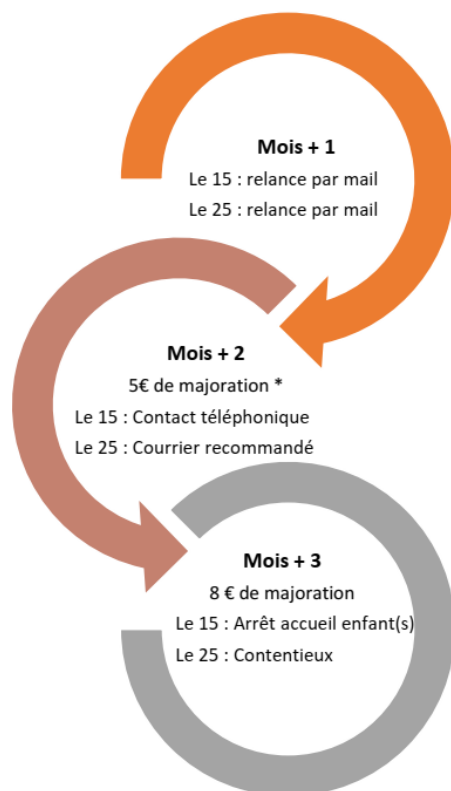 Mois + 1
Le 15 : relance par mail
Le 25 : relance par mail
Mois + 2
5€ de majoration *
Le 15 : Contact téléphonique
Le 25 : Courrier recommandé
Mois + 3
8 € de majoration
Le 15 : Arrêt accueil enfant(s)
Le 25 : Contentieux